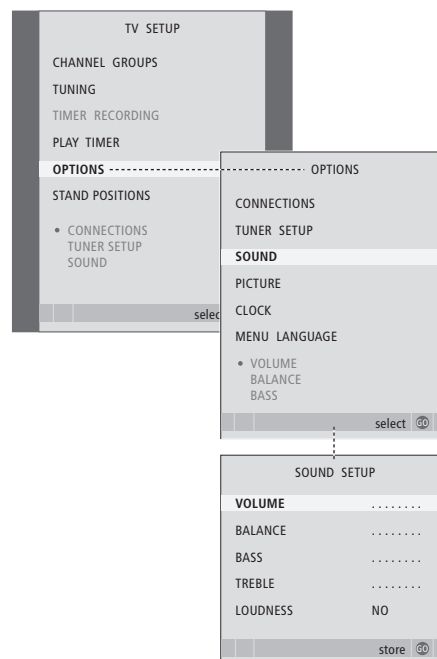 TV SETUP
CHANNEL GROUPS
TUNING
TIMER RECORDING
PLAY TIMER
OPTIONS
STAND POSITIONS
• CONNECTIONS
TUNER SETUP
SOUND
selec
OPTIONS
CONNECTIONS
TUNER SETUP
SOUND
PICTURE
CLOCK
MENU LANGUAGE
• VOLUME
BALANCE
BASS
select GO
SOUND SETUP
VOLUME ........
BALANCE ........
BASS ........
TREBLE ........
LOUDNESS NO
store GO